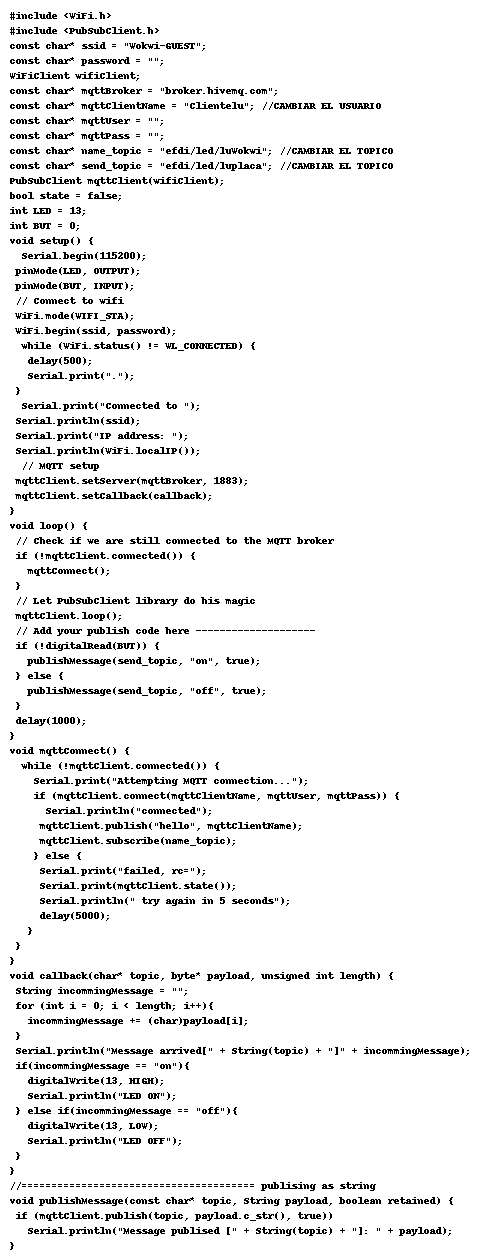 #include <WiFi.h>
#include <PubSubClient.h>
const char* ssid = "Wokwi-GUEST";
const char* password = "";
WiFiClient wifiClient;
const char* mqttBroker = "broker.hivemq.com";
const char* mqttClientName = "Clientelu"; //CAMBIAR EL USUARIO
const char* mqttUser = "";
const char* mqttPass = "";
const char* name_topic = "efdi/led/luWokwi"; //CAMBIAR EL TOPICO
const char* send_topic = "efdi/led/luplaca"; //CAMBIAR EL TOPICO
PubSubClient mqttClient(wifiClient);
bool state = false;
int LED = 13;
int BUT = 0;
void setup() {
  Serial.begin(115200);
 pinMode(LED, OUTPUT);
 pinMode(BUT, INPUT);
 // Connect to wifi
 WiFi.mode(WIFI_STA);
 WiFi.begin(ssid, password);
  while (WiFi.status() != WL_CONNECTED) {
   delay(500);
   Serial.print(".");
 }
  Serial.print("Connected to ");
 Serial.println(ssid);
 Serial.print("IP address: ");
 Serial.println(WiFi.localIP());
  // MQTT setup
 mqttClient.setServer(mqttBroker, 1883);
 mqttClient.setCallback(callback);
}
void loop() {
 // Check if we are still connected to the MQTT broker
 if (!mqttClient.connected()) {
   mqttConnect();
 }
 // Let PubSubClient library do his magic
 mqttClient.loop();
 // Add your publish code here --------------------
 if (!digitalRead(BUT)) {
   publishMessage(send_topic, "on", true);
 } else {
   publishMessage(send_topic, "off", true);
 }
 delay(1000);
}
void mqttConnect() {
  while (!mqttClient.connected()) {
    Serial.print("Attempting MQTT connection...");
    if (mqttClient.connect(mqttClientName, mqttUser, mqttPass)) {
      Serial.println("connected");
     mqttClient.publish("hello", mqttClientName);
     mqttClient.subscribe(name_topic);
    } else {
     Serial.print("failed, rc=");
     Serial.print(mqttClient.state());
     Serial.println(" try again in 5 seconds");
     delay(5000);
   }
 }
}
void callback(char* topic, byte* payload, unsigned int length) {
 String incommingMessage = "";
 for (int i = 0; i < length; i++){
   incommingMessage += (char)payload[i];
 }
 Serial.println("Message arrived[" + String(topic) + "]" + incommingMessage);
 if(incommingMessage == "on"){
   digitalWrite(13, HIGH);
   Serial.println("LED ON");
 } else if(incommingMessage == "off"){
   digitalWrite(13, LOW);
   Serial.println("LED OFF");
 }
}
//======================================= publising as string
void publishMessage(const char* topic, String payload, boolean retained) {
 if (mqttClient.publish(topic, payload.c_str(), true))
   Serial.println("Message publised [" + String(topic) + "]: " + payload);
}